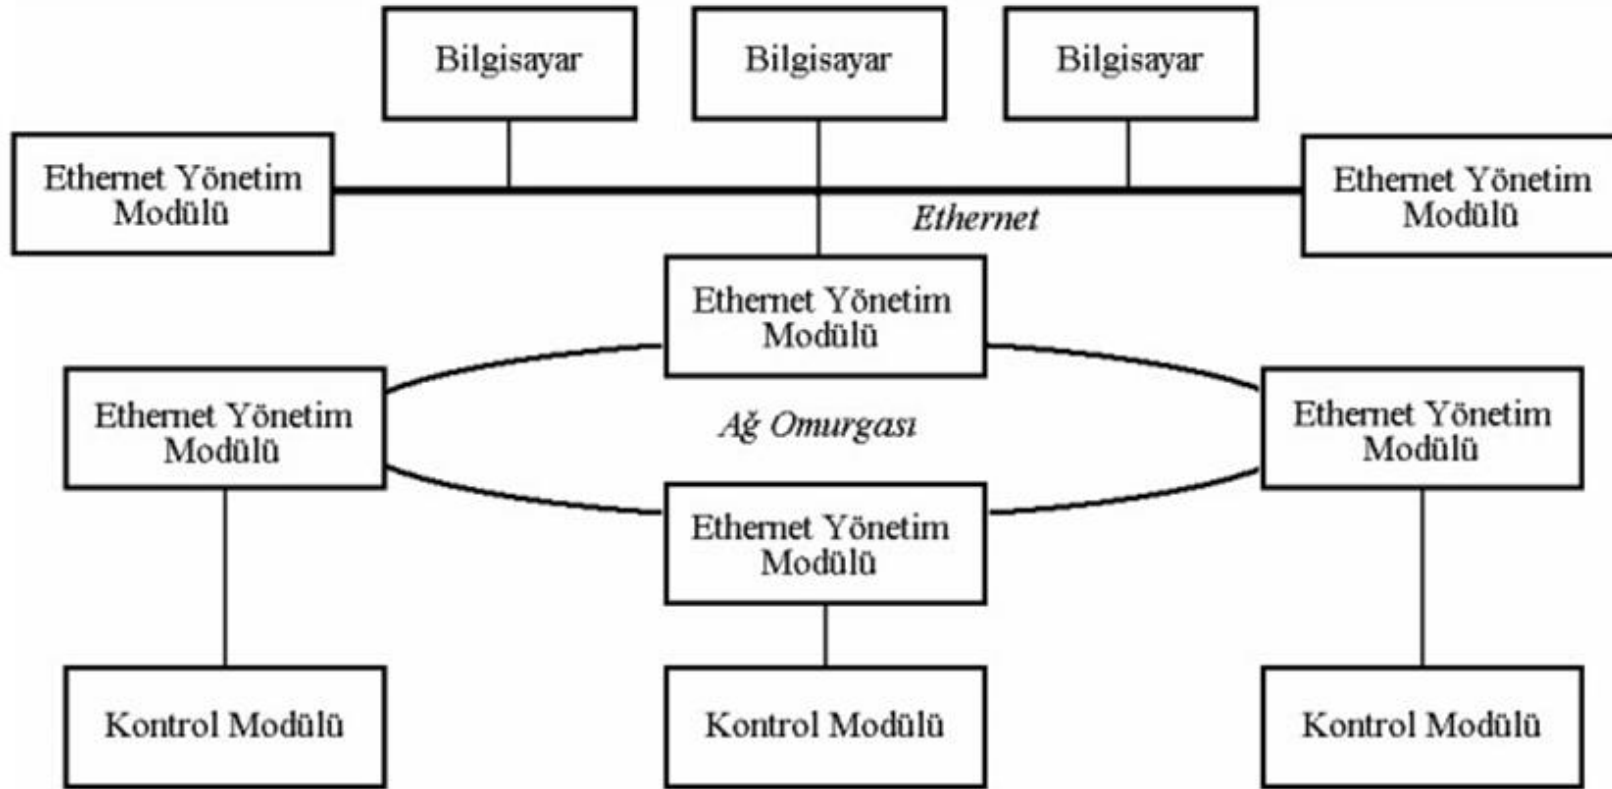 Bilgisayar
Bilgisayar
Bilgisayar
Ethernet Yönetim
Modülü
Ethernet Yönetim
Modülü
Ethernet
Ethernet Yönetim
Modülü
Ethernet Yönetim
Modülü
Ağ Omurgası
Ethernet Yönetim
Modülü
Ethernet Yönetim
Modülü
Kontrol Modülü
Kontrol Modülü
Kontrol Modülü